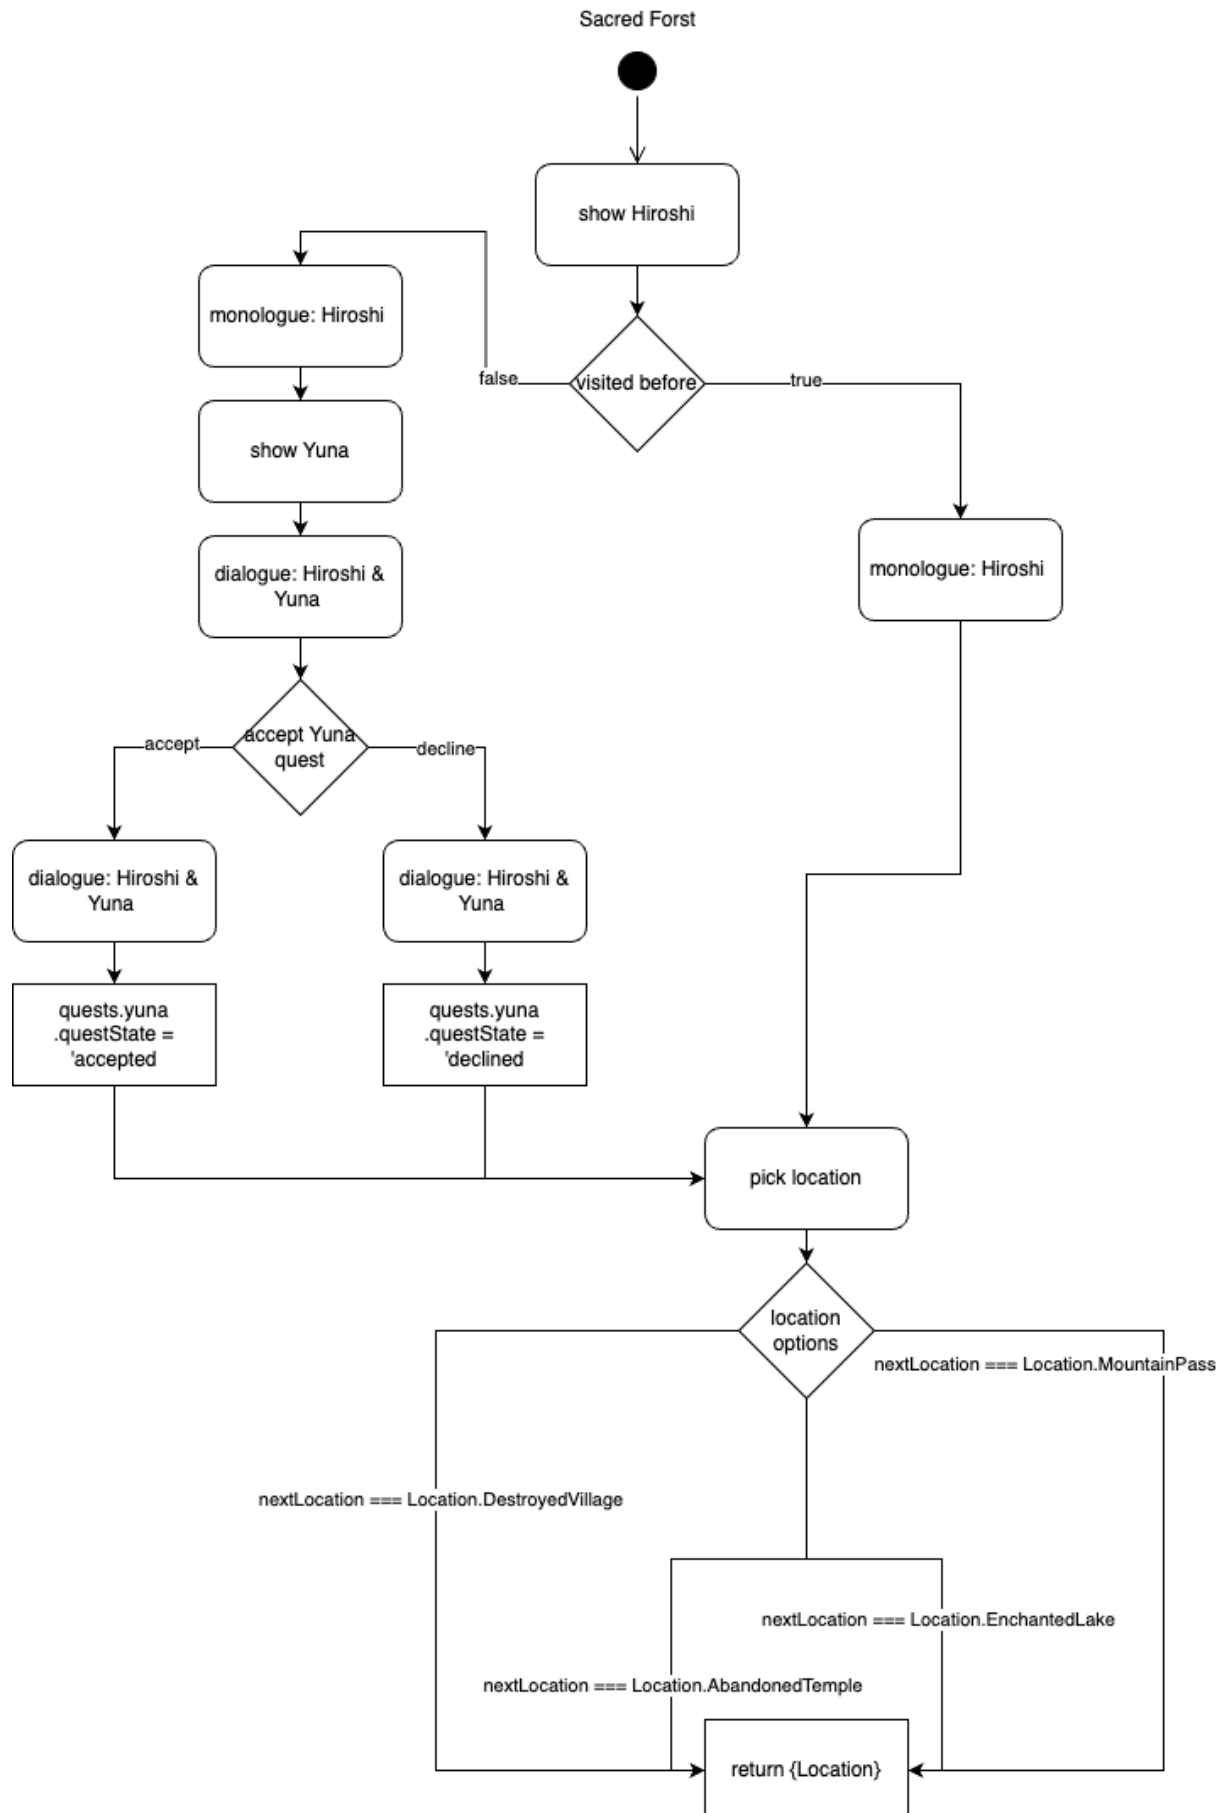 Sacred Forst
show Hiroshi
monologue: Hiroshi
false
visited before
true
show Yuna
dialogue: Hiroshi &
Yuna
monologue: Hiroshi
accept
accept Yuna
quest
decline
dialogue: Hiroshi &
Yuna
dialogue: Hiroshi &
Yuna
quests.yuna
.questState =
'accepted
quests.yuna
.questState =
'declined
pick location
location
options
nextLocation === Location.MountainPass
nextLocation === Location.DestroyedVillage
nextLocation === Location.EnchantedLake
nextLocation === Location.AbandonedTemple
return {Location}